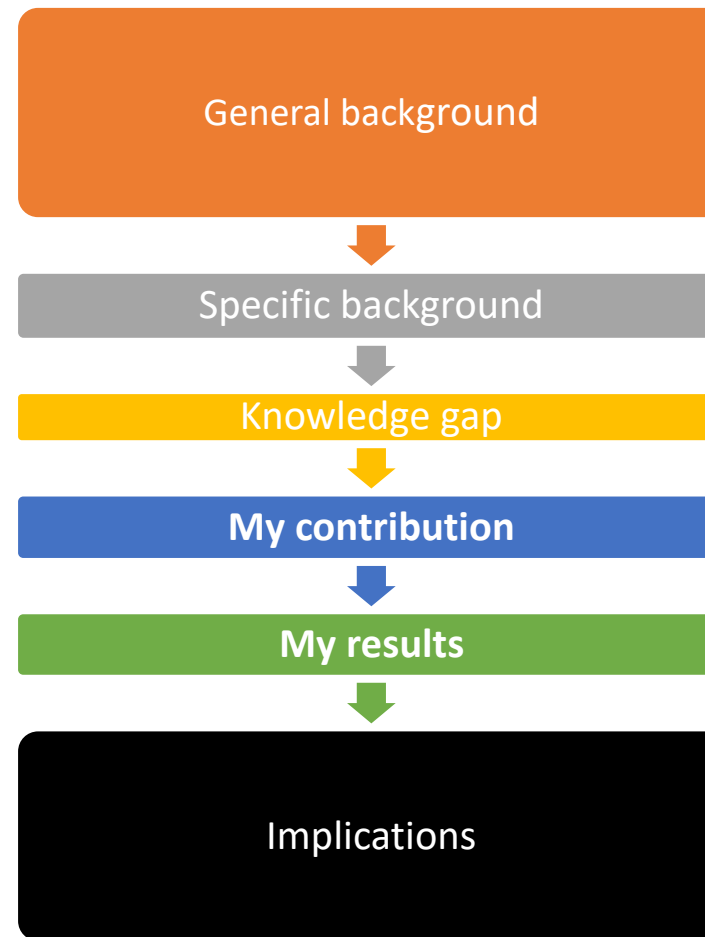 General background
Specific background
Knowledge gap
My contribution
My results
Implications